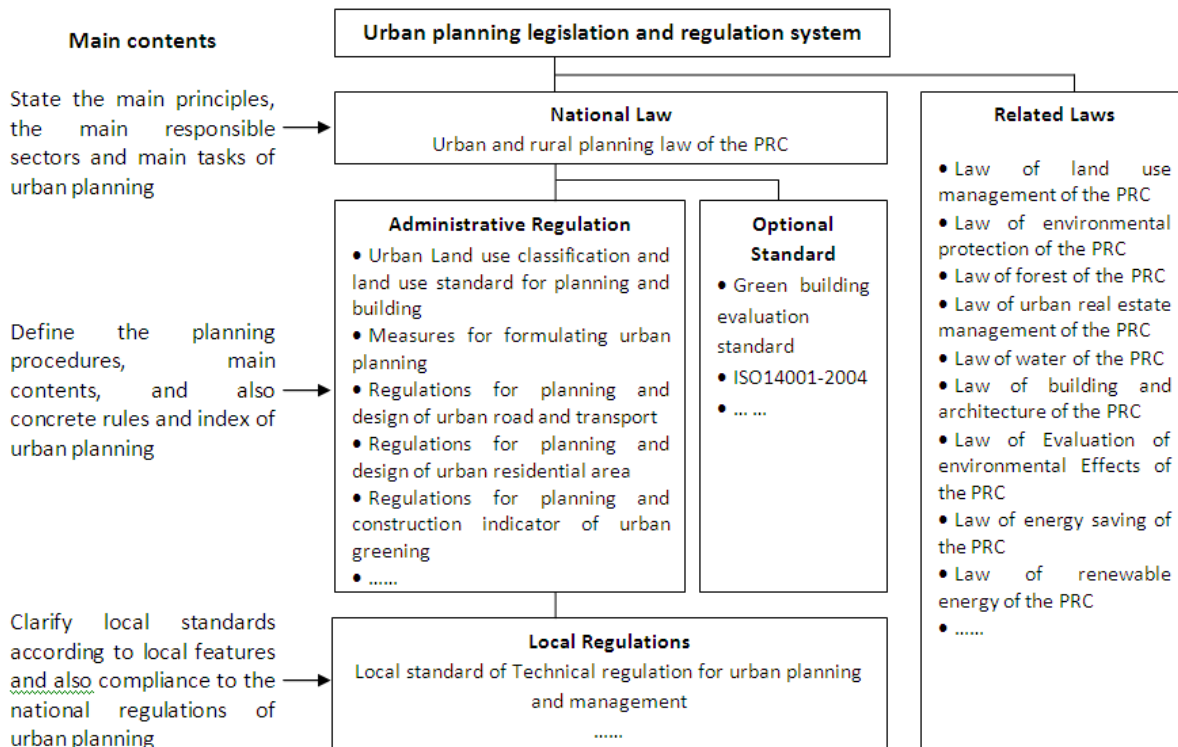 Main contents
Urban planning legislation and regulation system
State the main principles,
the main responsible
sectors and main tasks of
urban planning
National Law
Urban and rural planning law of the PRC
Define the planning
procedures, main
contents, and also
concrete rules and index of
urban planning
Administrative Regulation
• Urban Land use classification and
land use standard for planning and
building
• Measures for formulating urban
planning
• Regulations for planning and
design of urban road and transport
• Regulations for planning and
design of urban residential area
• Regulations for planning and
construction indicator of urban
greening
• ......
Optional
Standard
• Green building
evaluation
standard
• ISO14001-2004
• ... ...
Clarify local standards
according to local features
and also compliance to the
national regulations of
urban planning
Local Regulations
Local standard of Technical regulation for urban planning
and management
......
Related Laws
• Law of land use
management of the PRC
• Law of environmental
protection of the PRC
• Law of forest of the PRC
• Law of urban real estate
management of the PRC
• Law of water of the PRC
• Law of building and
architecture of the PRC
• Law of Evaluation of
environmental Effects of
the PRC
• Law of energy saving of
the PRC
• Law of renewable
energy of the PRC
• ......